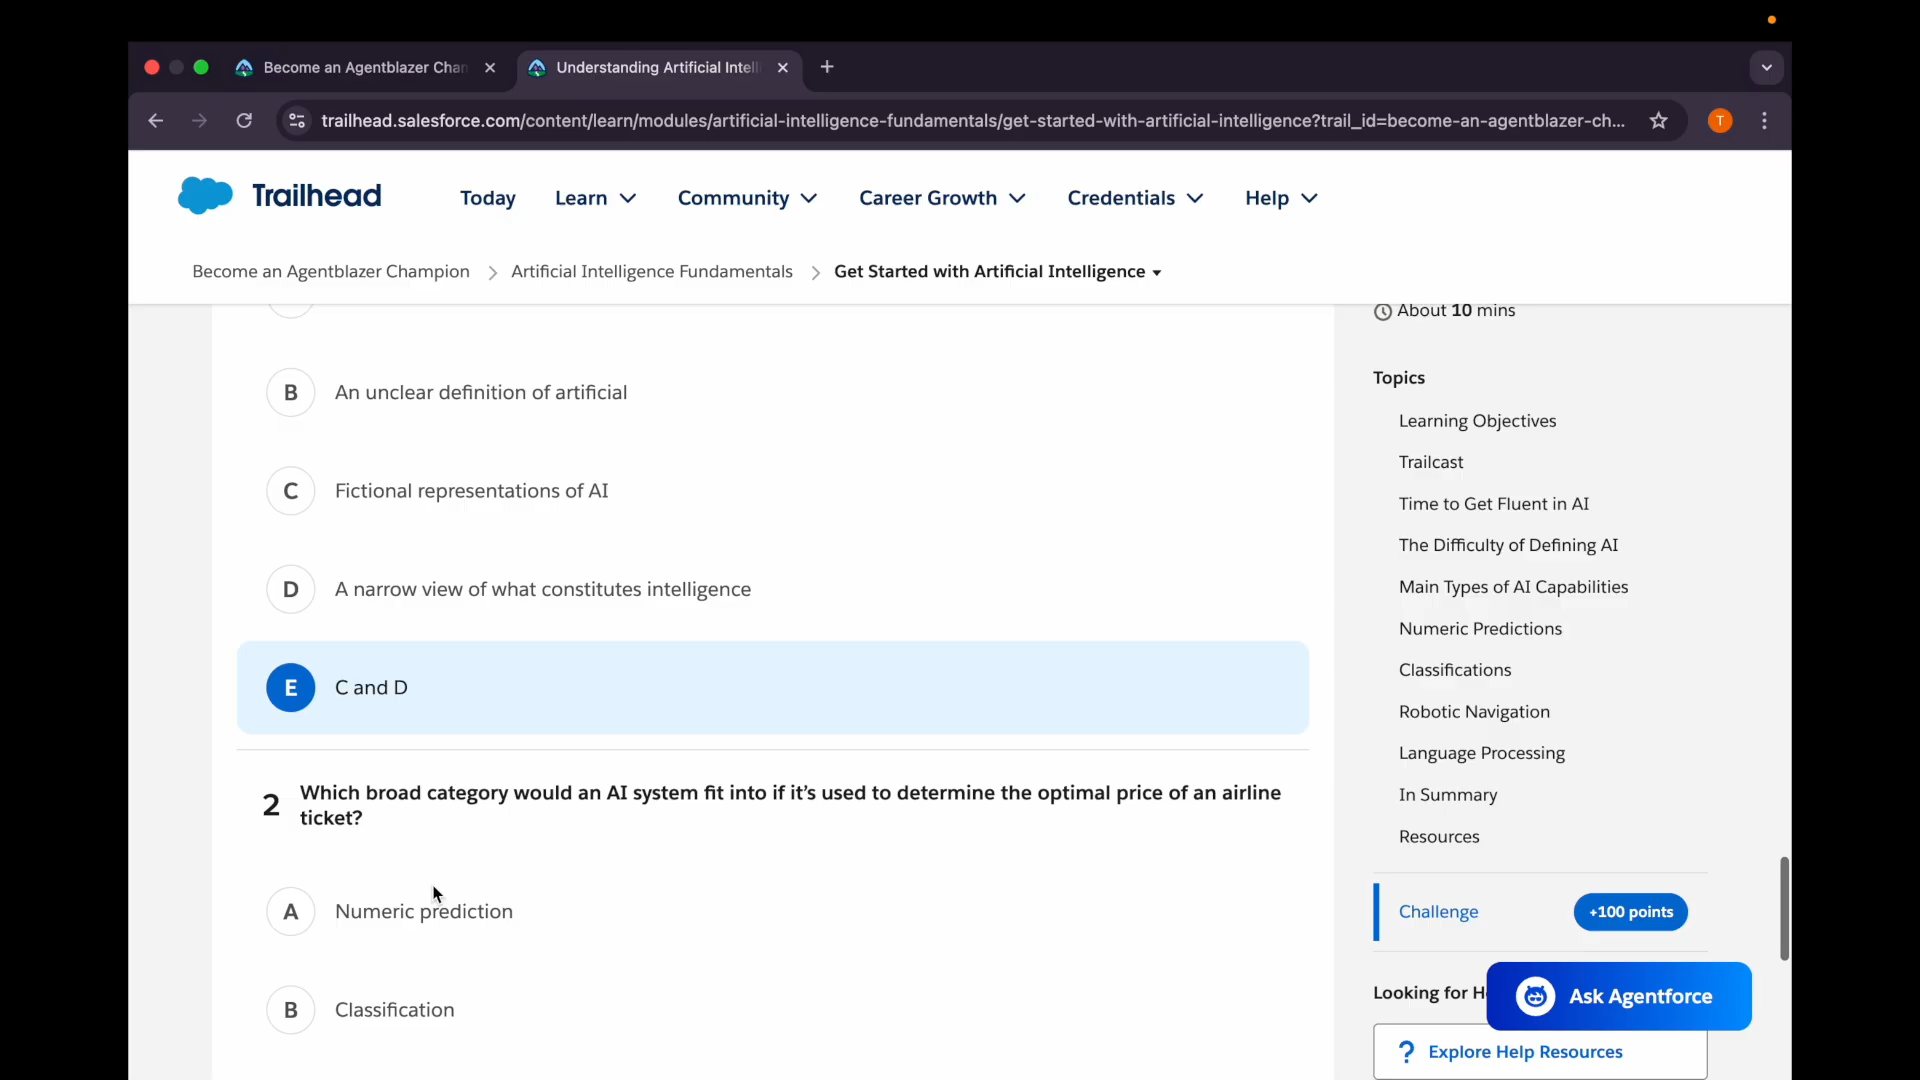 Become an Agentblazer Chan
Understanding Artificial Intell
trailhead.salesforce.com/content/learn/modules/artificial-intelligence-fundamentals/get-started-with-artificial-intelligence?trail_id=become-an-agentblazer-ch...
T
Trailhead
Today
Learn
Community
Career Growth
Credentials
Help
Become an Agentblazer Champion
Artificial Intelligence Fundamentals
Get Started with Artificial Intelligence
B An unclear definition of artificial
C Fictional representations of AI
D A narrow view of what constitutes intelligence
E C and D
2 Which broad category would an AI system fit into if it’s used to determine the optimal price of an airline
ticket?
A Numeric prediction
B Classification
About 10 mins
Topics
Learning Objectives
Trailcast
Time to Get Fluent in AI
The Difficulty of Defining AI
Main Types of AI Capabilities
Numeric Predictions
Classifications
Robotic Navigation
Language Processing
In Summary
Resources
Challenge
+100 points
Looking for H
Ask Agentforce
? Explore Help Resources